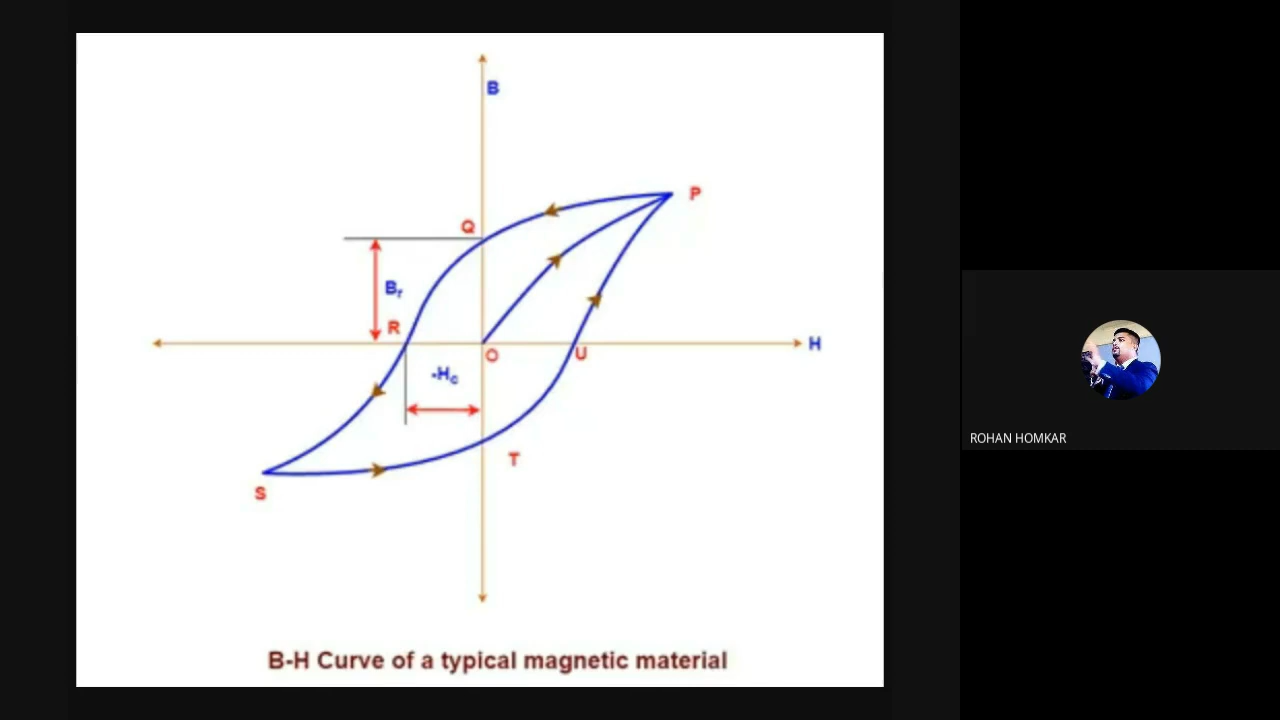 B
P
Q
Br
R
H
O
U
-Hc
T
S
ROHAN HOMKAR
B-H Curve of a typical magnetic material